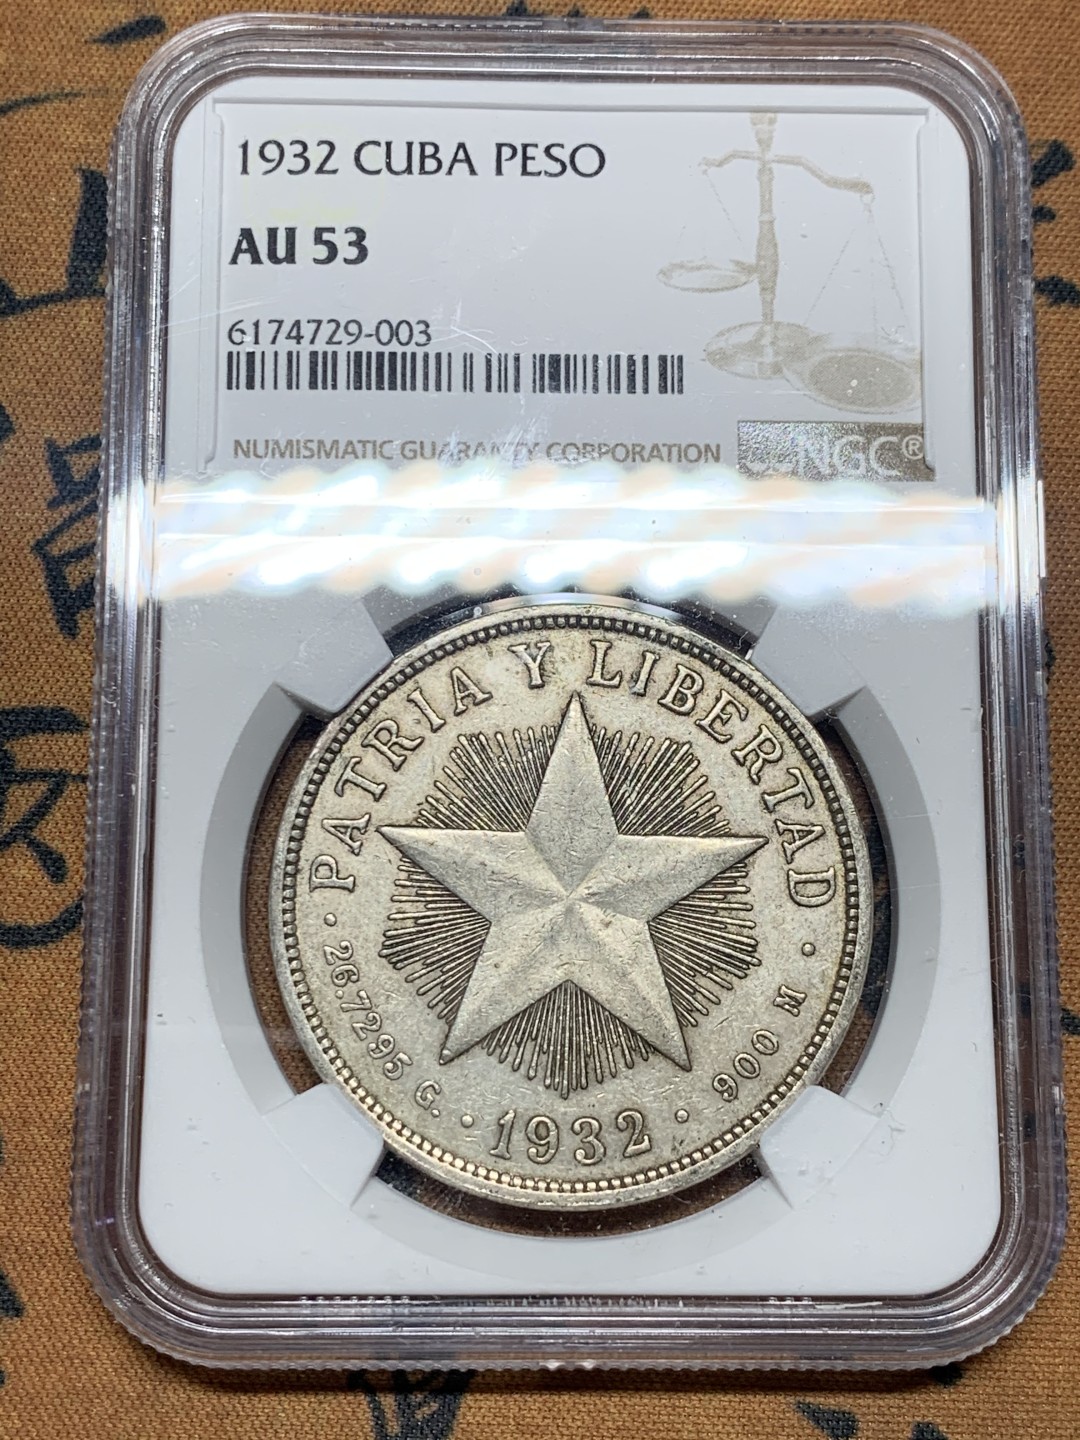 1932 CUBA PESO
AU 53
6174729-003
NUMISMATIC GUARANTY CORPORATION
NGC®
PATRIA Y LIBERTAD
· 26.7295 G. · 1932 · 900 M ·